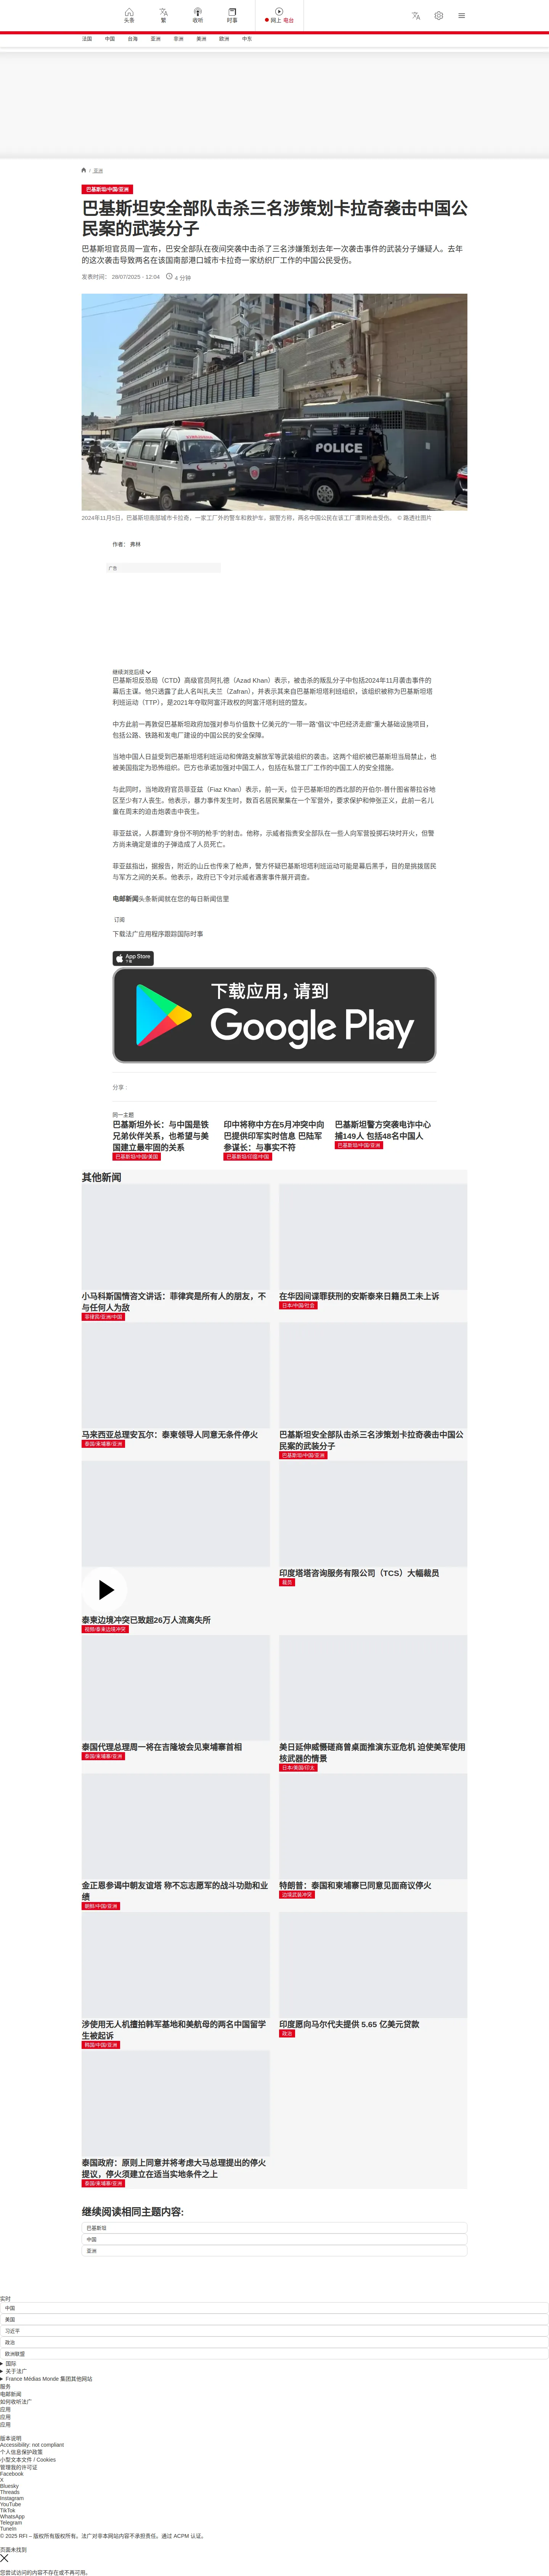 头条
繁
收听
时事
网上 电台
法国
中国
台海
亚洲
非洲
美洲
欧洲
中东
/ 亚洲
巴基斯坦/中国/亚洲
巴基斯坦安全部队击杀三名涉策划卡拉奇袭击中国公
民案的武装分子
巴基斯坦官员周一宣布，巴安全部队在夜间突袭中击杀了三名涉嫌策划去年一次袭击事件的武装分子嫌疑人。去年
的这次袭击导致两名在该国南部港口城市卡拉奇一家纺织厂工作的中国公民受伤。
发表时间： 28/07/2025 - 12:04
4 分钟
POLICE
2024年11月5日，巴基斯坦南部城市卡拉奇，一家工厂外的警车和救护车，据警方称，两名中国公民在该工厂遭到枪击受伤。 © 路透社图片
作者： 弗林
广告
继续浏览后续
巴基斯坦反恐局（CTD）高级官员阿扎德（Azad Khan）表示，被击杀的叛乱分子中包括2024年11月袭击事件的
幕后主谋。他只透露了此人名叫扎夫兰（Zafran），并表示其来自巴基斯坦塔利班组织，该组织被称为巴基斯坦塔
利班运动（TTP），是2021年夺取阿富汗政权的阿富汗塔利班的盟友。
中方此前一再敦促巴基斯坦政府加强对参与价值数十亿美元的"一带一路"倡议"中巴经济走廊"重大基础设施项目，
包括公路、铁路和发电厂建设的中国公民的安全保障。
当地中国人日益受到巴基斯坦塔利班运动和俾路支解放军等武装组织的袭击。这两个组织被巴基斯坦当局禁止，也
被美国指定为恐怖组织。巴方也承诺加强对中国工人，包括在私营工厂工作的中国工人的安全措施。
与此同时，当地政府官员菲亚兹（Fiaz Khan）表示，前一天，位于巴基斯坦的西北部的开伯尔-普什图省蒂拉谷地
区至少有7人丧生。他表示，暴力事件发生时，数百名居民聚集在一个军营外，要求保护和伸张正义，此前一名儿
童在周末的迫击炮袭击中丧生。
菲亚兹说，人群遭到"身份不明的枪手"的射击。他称，示威者指责安全部队在一些人向军营投掷石块时开火，但警
方尚未确定是谁的子弹造成了人员死亡。
菲亚兹指出，据报告，附近的山丘也传来了枪声，警方怀疑巴基斯坦塔利班运动可能是幕后黑手，目的是挑拨居民
与军方之间的关系。他表示，政府已下令对示威者遇害事件展开调查。
电邮新闻头条新闻就在您的每日新闻信里
订阅
下载法广应用程序跟踪国际时事
App Store
下载
下载应用，请到
Google Play
分享 :
同一主题
巴基斯坦外长：与中国是铁
兄弟伙伴关系，也希望与美
国建立最牢固的关系
巴基斯坦/中国/美国
印中将称中方在5月冲突中向
巴提供印军实时信息 巴陆军
参谋长：与事实不符
巴基斯坦/印度/中国
巴基斯坦警方突袭电诈中心
捕149人 包括48名中国人
巴基斯坦/中国/亚洲
其他新闻
小马科斯国情咨文讲话：菲律宾是所有人的朋友，不
与任何人为敌
菲律宾/亚洲/中国
在华因间谍罪获刑的安斯泰来日籍员工未上诉
日本/中国/社会
马来西亚总理安瓦尔：泰柬领导人同意无条件停火
泰国/柬埔寨/亚洲
巴基斯坦安全部队击杀三名涉策划卡拉奇袭击中国公
民案的武装分子
巴基斯坦/中国/亚洲
泰柬边境冲突已致超26万人流离失所
视频/泰柬边境冲突
印度塔塔咨询服务有限公司（TCS）大幅裁员
裁员
泰国代理总理周一将在吉隆坡会见柬埔寨首相
泰国/柬埔寨/亚洲
美日延伸威慑磋商曾桌面推演东亚危机 迫使美军使用
核武器的情景
日本/美国/印太
金正恩参谒中朝友谊塔 称不忘志愿军的战斗功勋和业
绩
朝鲜/中国/亚洲
特朗普：泰国和柬埔寨已同意见面商议停火
边境武装冲突
涉使用无人机擅拍韩军基地和美航母的两名中国留学
生被起诉
韩国/中国/亚洲
印度愿向马尔代夫提供 5.65 亿美元贷款
政治
泰国政府：原则上同意并将考虑大马总理提出的停火
提议，停火须建立在适当实地条件之上
泰国/柬埔寨/亚洲
继续阅读相同主题内容:
巴基斯坦
中国
亚洲
实时
中国
美国
习近平
政治
欧洲联盟
国际
关于法广
France Médias Monde 集团其他网站
服务
电邮新闻
如何收听法广
应用
应用
应用
版本说明
Accessibility: not compliant
个人信息保护政策
小型文本文件 / Cookies
管理我的许可证
Facebook
X
Bluesky
Threads
Instagram
YouTube
TikTok
WhatsApp
Telegram
TuneIn
© 2025 RFI – 版权所有版权所有。法广对非本网站内容不承担责任。通过 ACPM 认证。
页面未找到
您尝试访问的内容不存在或不再可用。